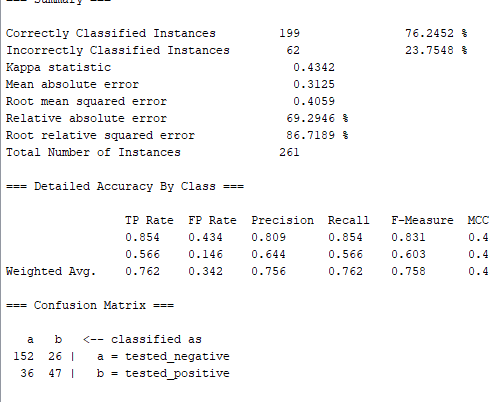 === Summary ===
Correctly Classified Instances 199 76.2452 %
Incorrectly Classified Instances 62 23.7548 %
Kappa statistic 0.4342
Mean absolute error 0.3125
Root mean squared error 0.4059
Relative absolute error 69.2946 %
Root relative squared error 86.7189 %
Total Number of Instances 261
=== Detailed Accuracy By Class ===
TP Rate FP Rate Precision Recall F-Measure MCC
0.854 0.434 0.809 0.854 0.831 0.4
0.566 0.146 0.644 0.566 0.603 0.4
Weighted Avg. 0.762 0.342 0.756 0.762 0.758 0.4
=== Confusion Matrix ===
a b <-- classified as
152 26 | a = tested_negative
36 47 | b = tested_positive